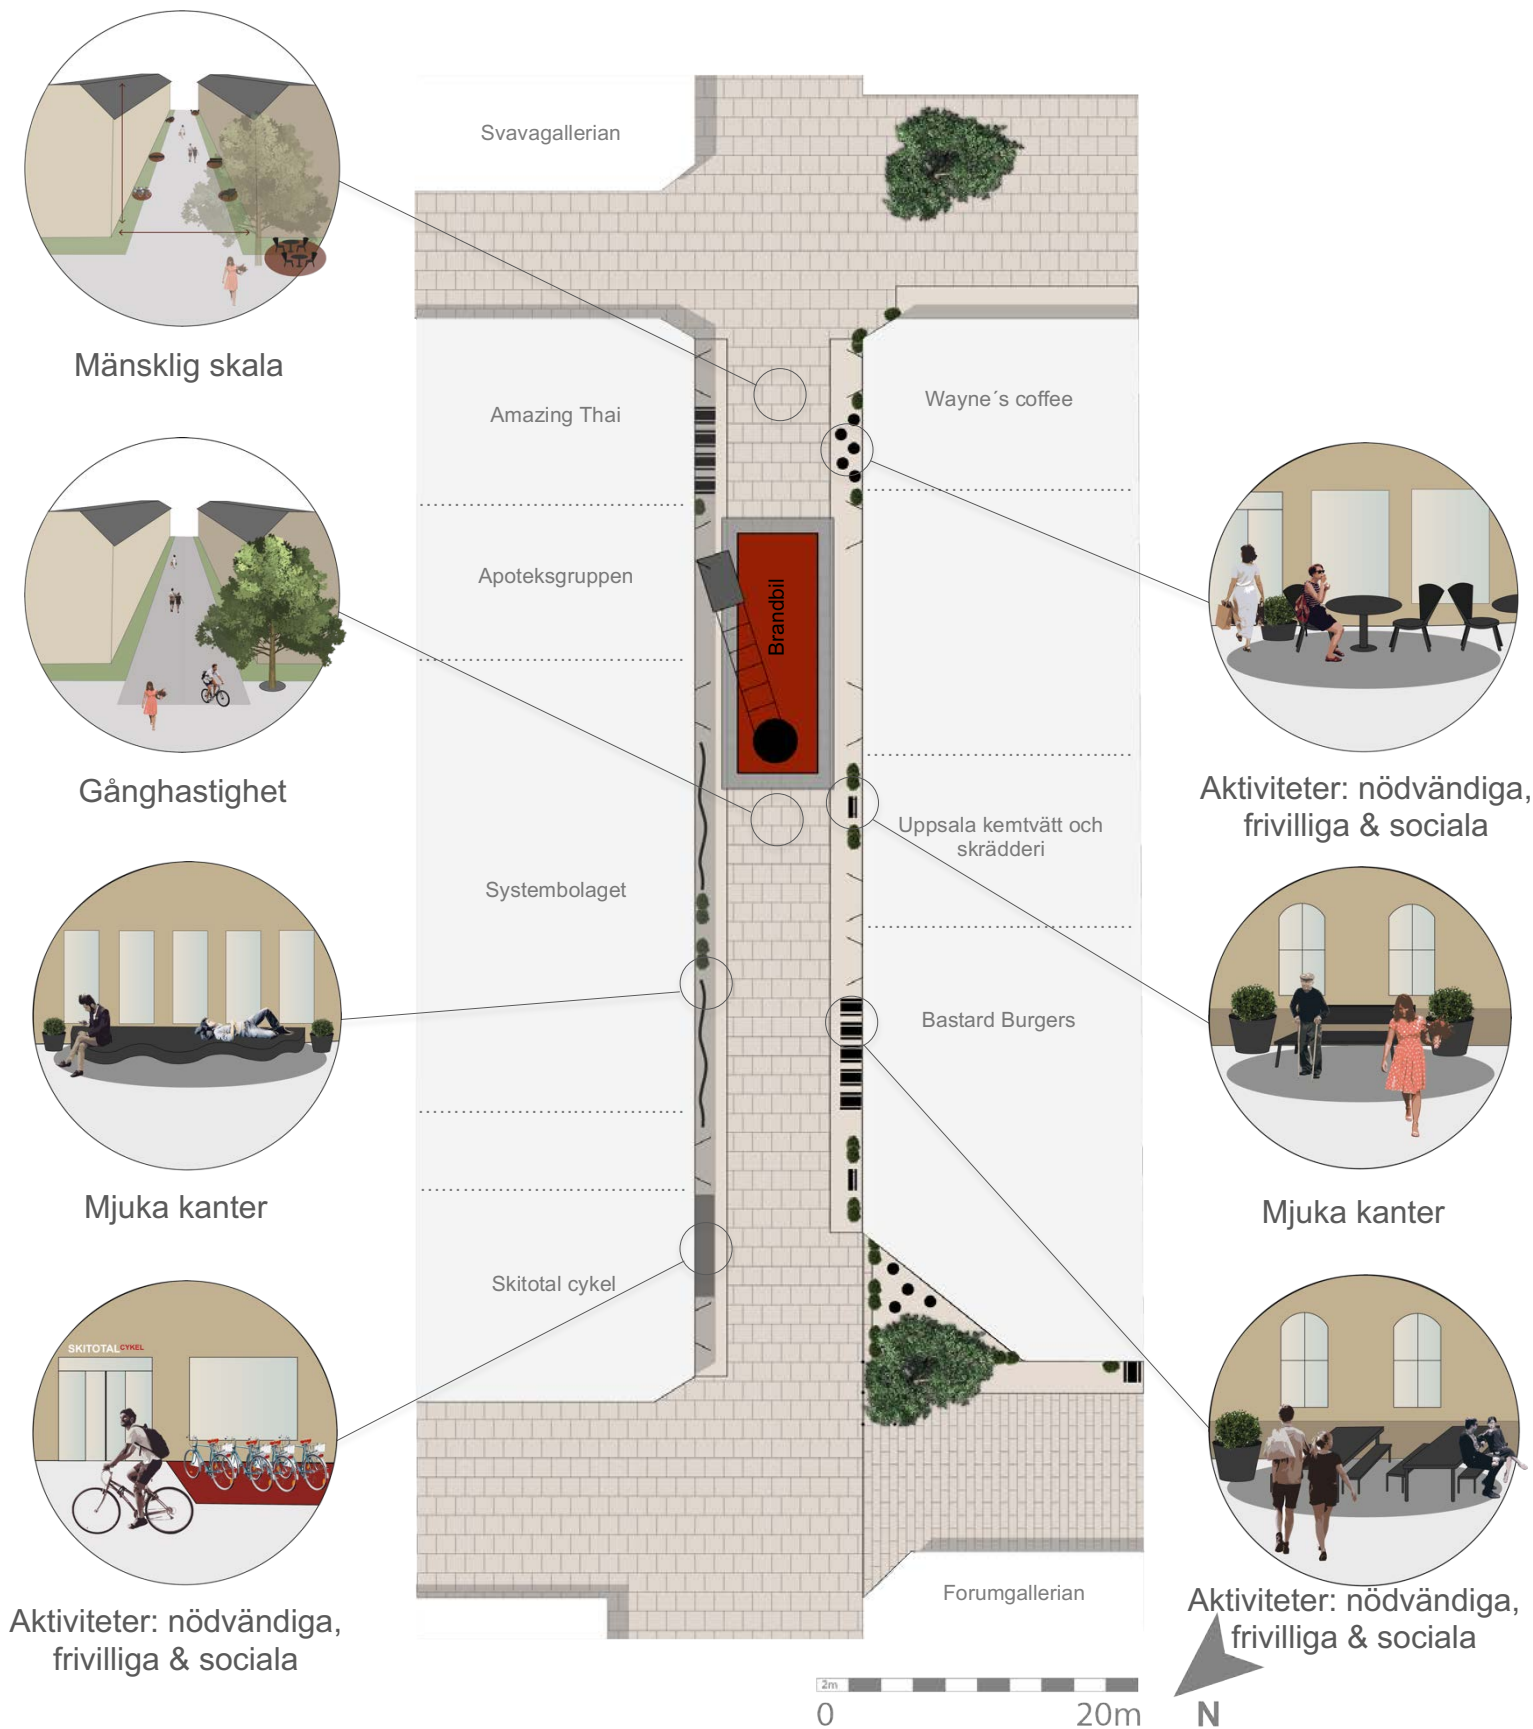 Svavagallerian
Mänsklig skala
Amazing Thai
Wayne´s coffee
Apoteksgruppen
Brandbil
Gånghastighet
Aktiviteter: nödvändiga,
frivilliga & sociala
Uppsala kemtvätt och
skrädderi
Systembolaget
Bastard Burgers
Mjuka kanter
Mjuka kanter
Skitotal cykel
SKITOTAL CYKEL
Forumgallerian
Aktiviteter: nödvändiga,
frivilliga & sociala
Aktiviteter: nödvändiga,
frivilliga & sociala
2m
0
20m
N